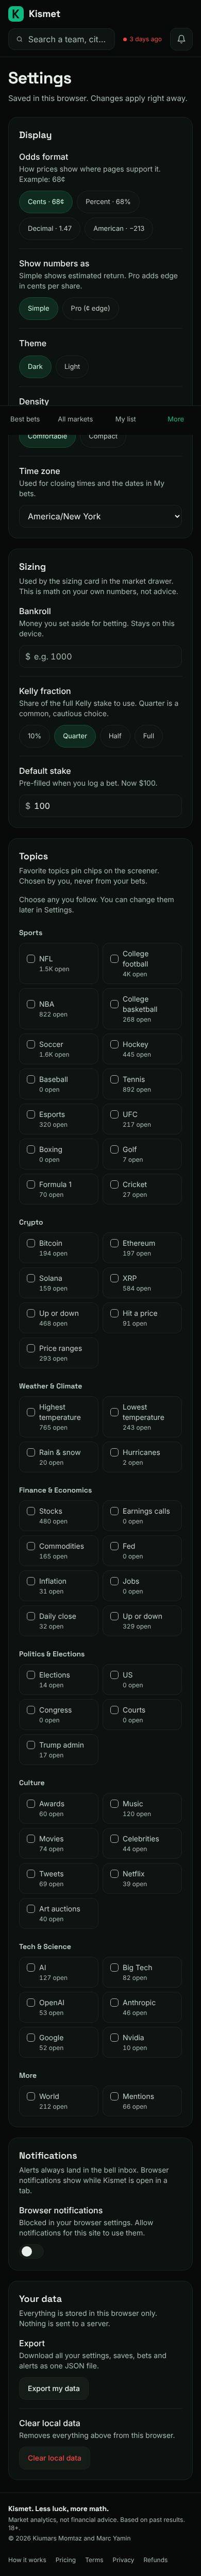 Kismet
Search a team, cit...
3 days ago
Settings
Saved in this browser. Changes apply right away.
Display
Odds format
How prices show where pages support it.
Example: 68¢
Cents · 68¢
Percent · 68%
Decimal · 1.47
American · −213
Show numbers as
Simple shows estimated return. Pro adds edge
in cents per share.
Simple
Pro (¢ edge)
Theme
Dark
Light
Density
Best bets
All markets
My list
More
Comfortable
Compact
Time zone
Used for closing times and the dates in My
bets.
America/New York
Sizing
Used by the sizing card in the market drawer.
This is math on your own numbers, not advice.
Bankroll
Money you set aside for betting. Stays on this
device.
$ e.g. 1000
Kelly fraction
Share of the full Kelly stake to use. Quarter is a
common, cautious choice.
10%
Quarter
Half
Full
Default stake
Pre-filled when you log a bet. Now $100.
$ 100
Topics
Favorite topics pin chips on the screener.
Chosen by you, never from your bets.
Choose any you follow. You can change them
later in Settings.
Sports
NFL
1.5K open
College
football
4K open
NBA
822 open
College
basketball
268 open
Soccer
1.6K open
Hockey
445 open
Baseball
0 open
Tennis
892 open
Esports
320 open
UFC
217 open
Boxing
0 open
Golf
7 open
Formula 1
70 open
Cricket
27 open
Crypto
Bitcoin
194 open
Ethereum
197 open
Solana
159 open
XRP
584 open
Up or down
468 open
Hit a price
91 open
Price ranges
293 open
Weather & Climate
Highest
temperature
765 open
Lowest
temperature
243 open
Rain & snow
20 open
Hurricanes
2 open
Finance & Economics
Stocks
480 open
Earnings calls
0 open
Commodities
165 open
Fed
0 open
Inflation
31 open
Jobs
0 open
Daily close
32 open
Up or down
329 open
Politics & Elections
Elections
14 open
US
0 open
Congress
0 open
Courts
0 open
Trump admin
17 open
Culture
Awards
60 open
Music
120 open
Movies
74 open
Celebrities
44 open
Tweets
69 open
Netflix
39 open
Art auctions
40 open
Tech & Science
AI
127 open
Big Tech
82 open
OpenAI
53 open
Anthropic
46 open
Google
52 open
Nvidia
10 open
More
World
212 open
Mentions
66 open
Notifications
Alerts always land in the bell inbox. Browser
notifications show while Kismet is open in a
tab.
Browser notifications
Blocked in your browser settings. Allow
notifications for this site to use them.
Your data
Everything is stored in this browser only.
Nothing is sent to a server.
Export
Download all your settings, saves, bets and
alerts as one JSON file.
Export my data
Clear local data
Removes everything above from this browser.
Clear local data
Kismet. Less luck, more math.
Market analytics, not financial advice. Based on past results.
18+.
© 2026 Kiumars Momtaz and Marc Yamin
How it works
Pricing
Terms
Privacy
Refunds